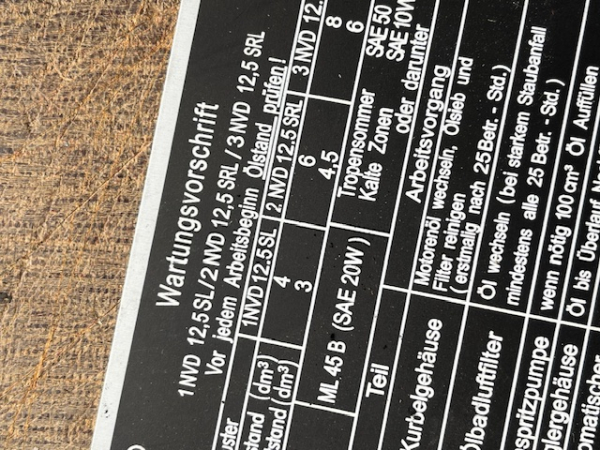 Wartungsvorschrift
1 NVD 12,5 SL/2 NVD 12,5 SRL / 3 NVD 12,5 SRL
Vor jedem Arbeitsbeginn Ölstand prüfen!
1NVD 12.5 SL 2 NVD 12.5 SRL 3 NVD 12.
stand (dm³) 4 6 8
stand (dm³) 3 4,5 6
ML 45 B (SAE 20W) Tropensommer SAE 50
Kalte Zonen SAE 10W
oder darunter
Teil Arbeitsvorgang
Kurbelgehäuse Motorenöl wechseln, Ölsieb und
Filter reinigen
(erstmalig nach 25 Betr.- Std.)
Ölbadluftfilter Öl wechseln (bei starkem Staubanfall
mindestens alle 25 Betr. - Std.)
spritzpumpe wenn nötig 100 cm³ Öl Auffüllen
glergehäuse Öl bis Überlauf